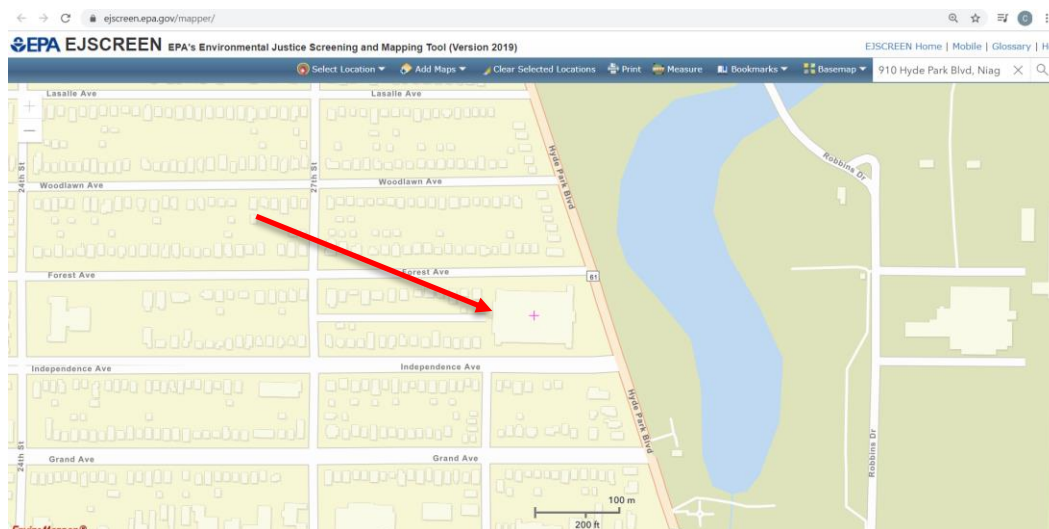 ejscreen.epa.gov/mapper/
EPA EJSCREEN EPA's Environmental Justice Screening and Mapping Tool (Version 2019)
EJSCREEN Home | Mobile | Glossary | H
Select Location Add Maps Clear Selected Locations Print Measure Bookmarks Basemap 910 Hyde Park Blvd, Niag
Lasalle Ave
Lasalle Ave
Hyde Park Blvd
Robbins Dr
24th St
27th St
Woodlawn Ave
Woodlawn Ave
Forest Ave
Forest Ave
61
Independence Ave
Independence Ave
Hyde Park Blvd
24th St
Grand Ave
Grand Ave
Robbins Dr
100 m
200 ft